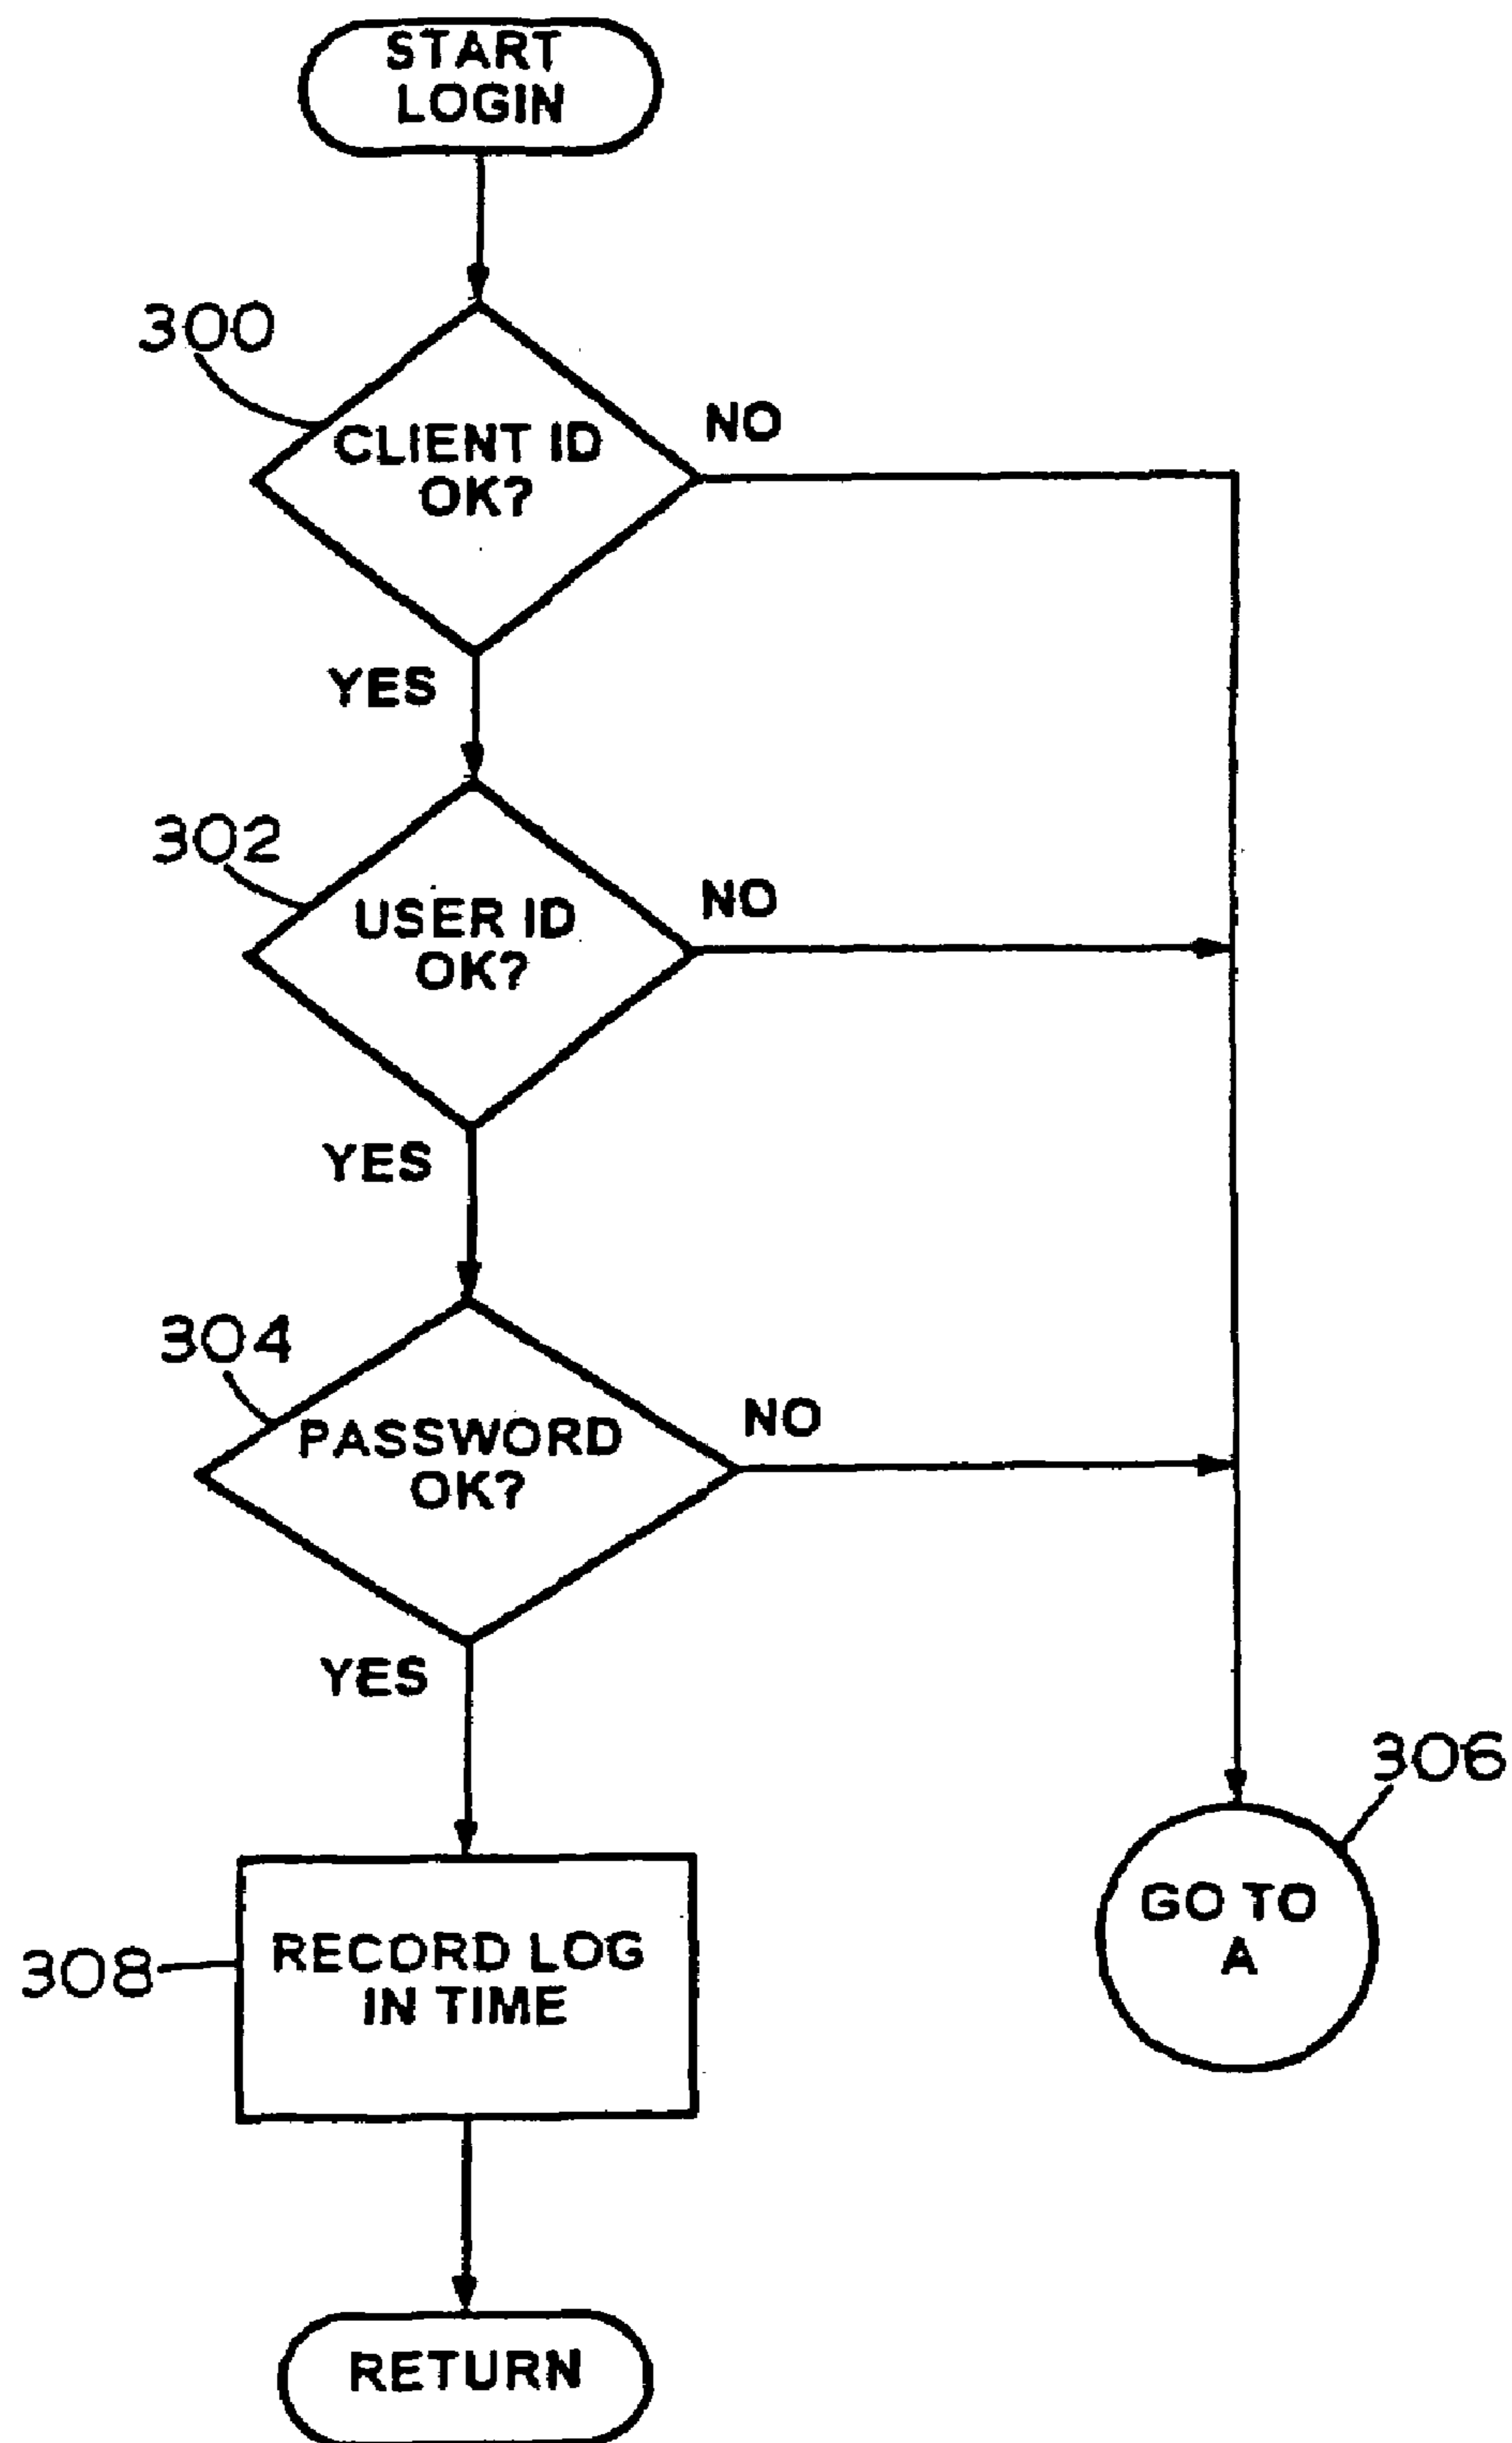 START
LOGIN
300
CLIENT ID
OK?
NO
YES
302
USER ID
OK?
NO
YES
304
PASSWORD
OK?
NO
YES
306
GO TO
A
308
RECORD LOG
IN TIME
RETURN